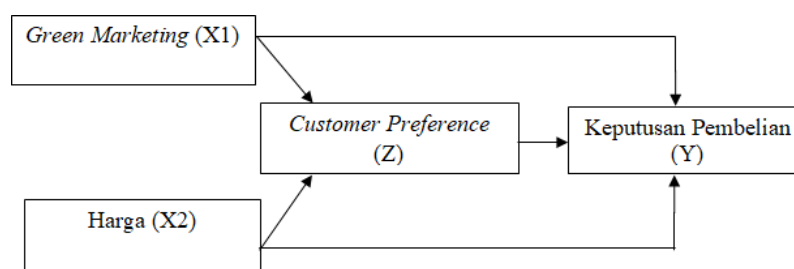 Green Marketing (X1)
Customer Preference
(Z)
Keputusan Pembelian
(Y)
Harga (X2)